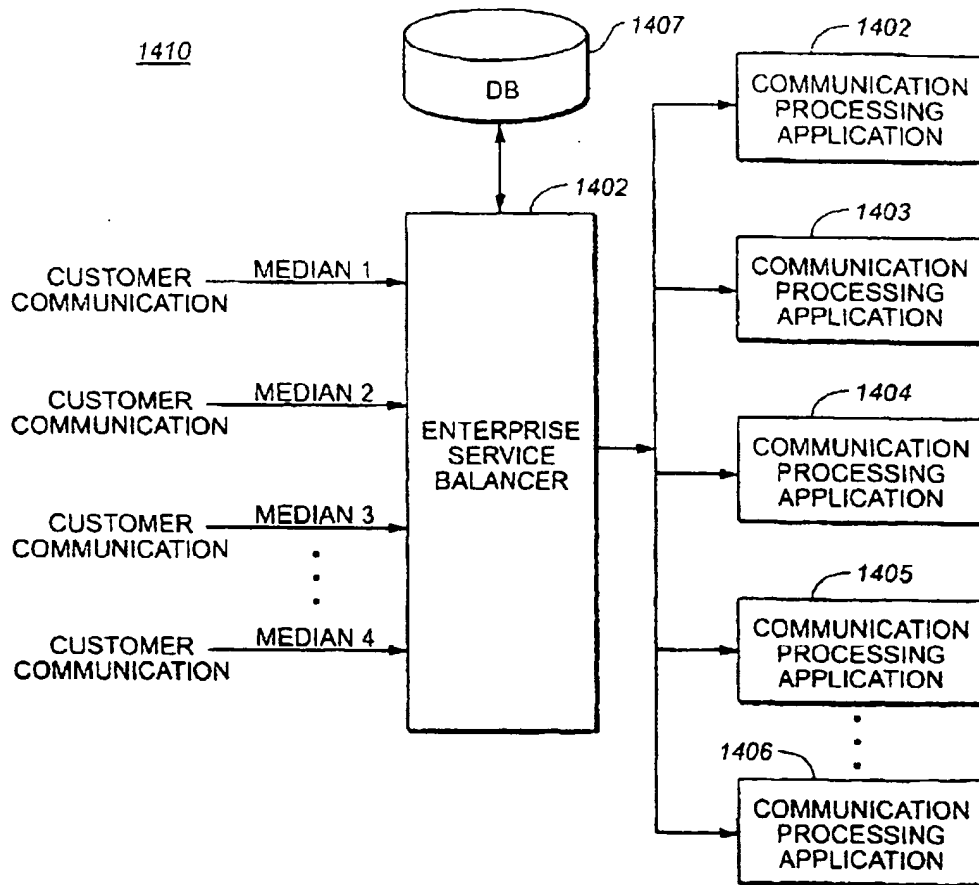 1410
1407
DB
1402
CUSTOMER
COMMUNICATION
MEDIAN 1
CUSTOMER
COMMUNICATION
MEDIAN 2
CUSTOMER
COMMUNICATION
MEDIAN 3
CUSTOMER
COMMUNICATION
MEDIAN 4
ENTERPRISE
SERVICE
BALANCER
1402
COMMUNICATION
PROCESSING
APPLICATION
1403
COMMUNICATION
PROCESSING
APPLICATION
1404
COMMUNICATION
PROCESSING
APPLICATION
1405
COMMUNICATION
PROCESSING
APPLICATION
1406
COMMUNICATION
PROCESSING
APPLICATION